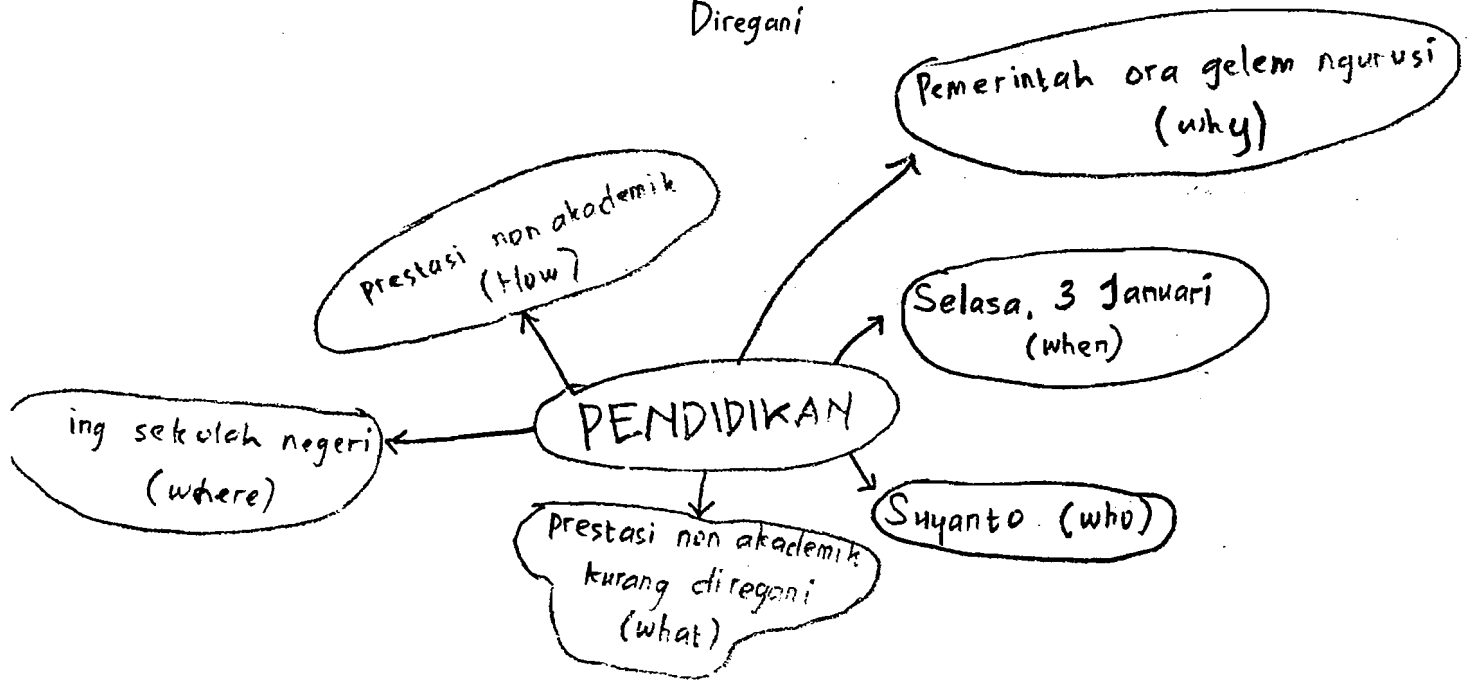 Diregani
Pemerintah ora gelem ngurusi
(why)
prestasi non akademik
(How)
Selasa, 3 Januari
(when)
PENDIDIKAN
ing sekolah negeri
(where)
Suyanto (who)
prestasi non akademik
kurang diregani
(what)